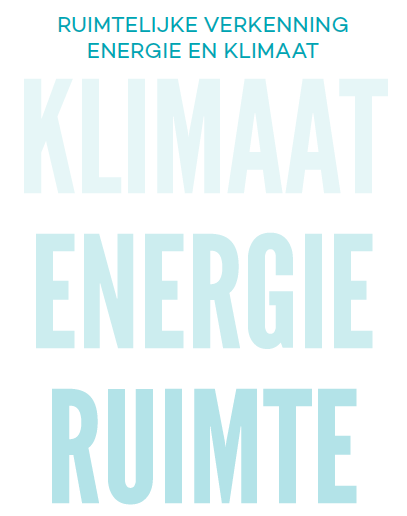 RUIMTELIJKE VERKENNING
ENERGIE EN KLIMAAT
KLIMAAT
ENERGIE
RUIMTE